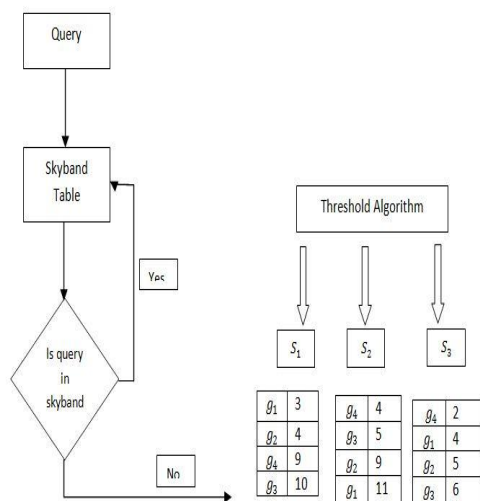 Query
Skyband
Table
Yes
Is query
in
skyband
No
Threshold Algorithm
S₁
S₂
S₃
g₁ 3
g₂ 4
g₄ 9
g₃ 10
g₄ 4
g₃ 5
g₂ 9
g₁ 11
g₄ 2
g₁ 4
g₂ 5
g₃ 6